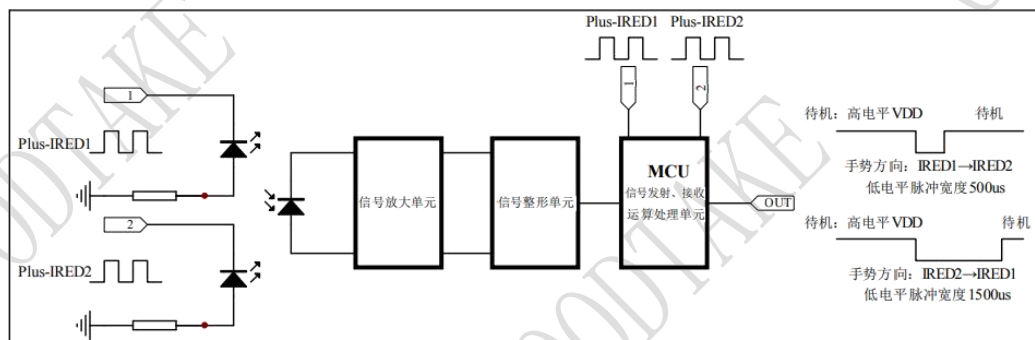 Plus-IRED1
Plus-IRED2
1
2
1
Plus-IRED1
2
Plus-IRED2
信号放大单元
信号整形单元
MCU
信号发射、接收
运算处理单元
OUT
待机：高电平VDD
待机
手势方向：IRED1→IRED2
低电平脉冲宽度500us
待机：高电平VDD
待机
手势方向：IRED2→IRED1
低电平脉冲宽度1500us
GOODTAKE